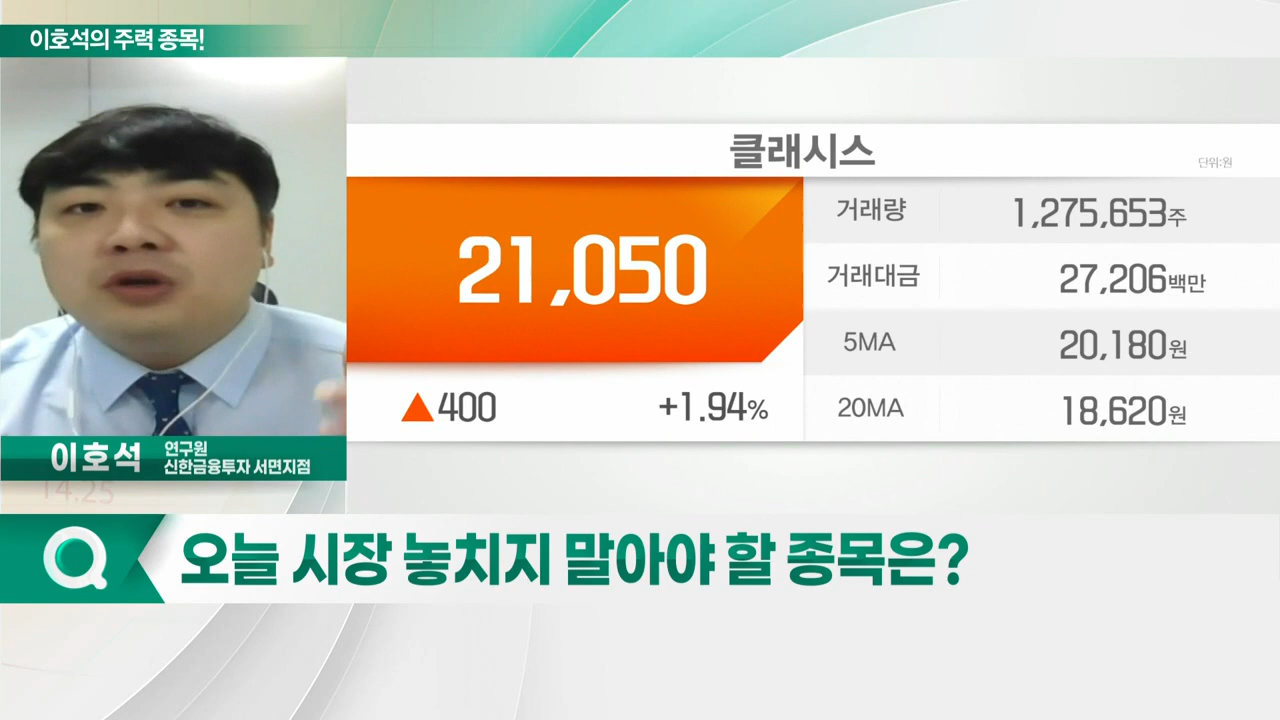 이호석의 주력 종목!
클래시스
단위:원
21,050
▲400 +1.94%
거래량 1,275,653주
거래대금 27,206백만
5MA 20,180원
20MA 18,620원
이호석 연구원
신한금융투자 서면지점
14.25
Q 오늘 시장 놓치지 말아야 할 종목은?